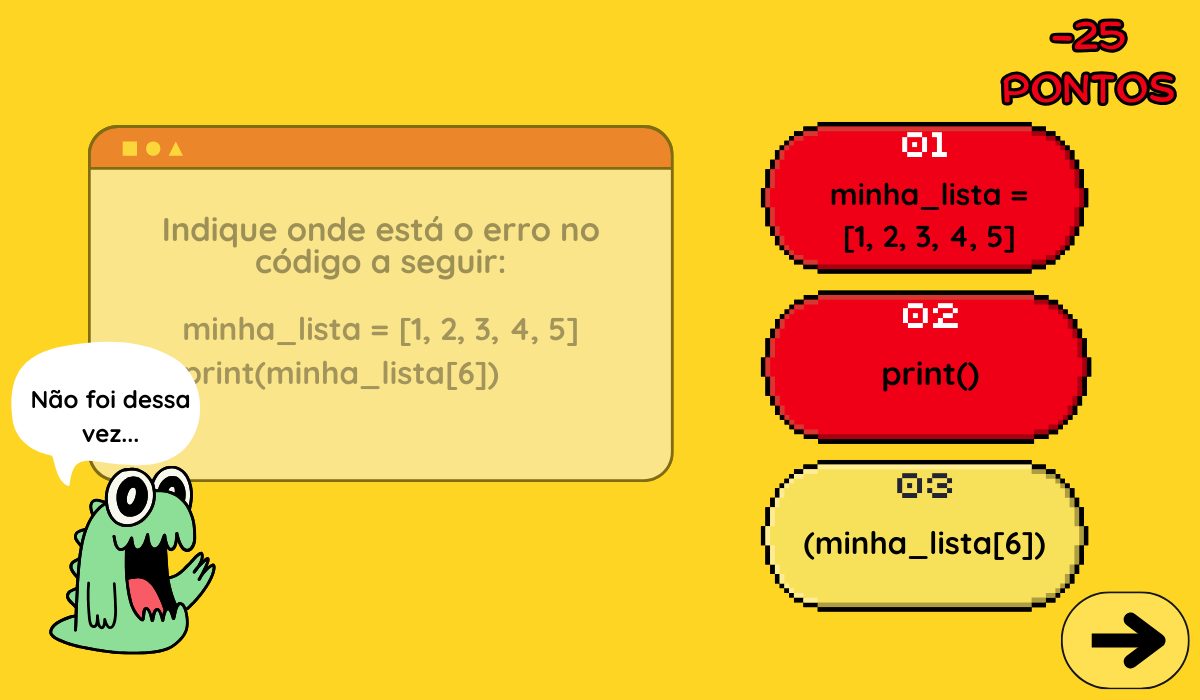 -25
PONTOS
Indique onde está o erro no
código a seguir:
minha_lista = [1, 2, 3, 4, 5]
print(minha_lista[6])
Não foi dessa
vez...
01
minha_lista =
[1, 2, 3, 4, 5]
02
print()
03
(minha_lista[6])